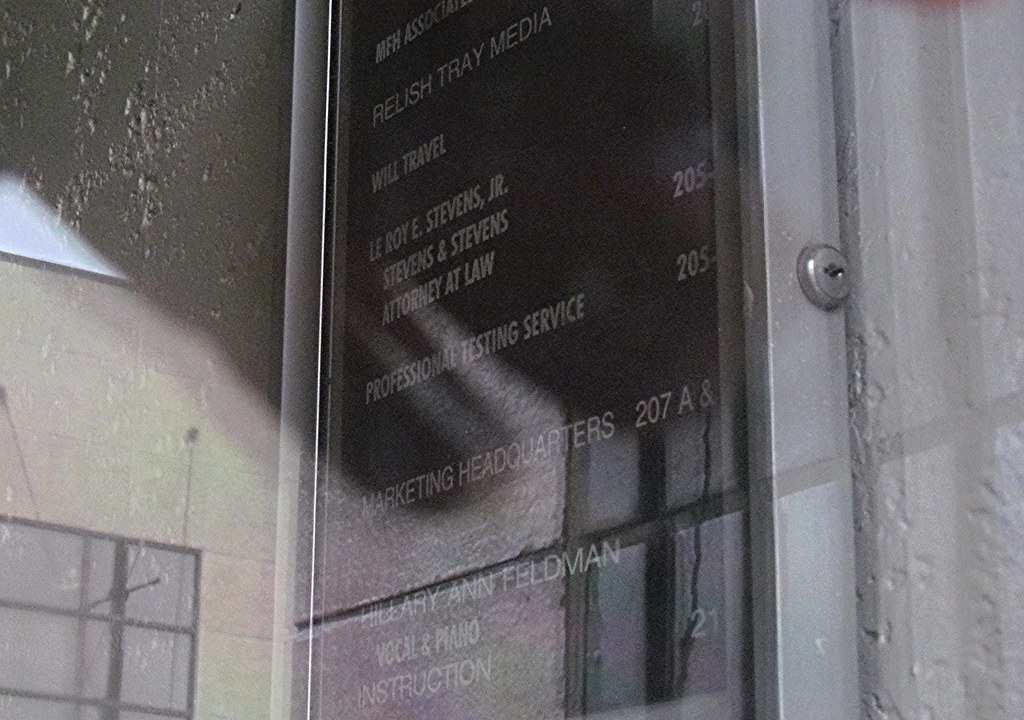 MFH ASSOCIATES
RELISH TRAY MEDIA
WILL TRAVEL
LE ROY E. STEVENS, JR. 205-
STEVENS & STEVENS
ATTORNEY AT LAW 205-
PROFESSIONAL TESTING SERVICE
MARKETING HEADQUARTERS 207 A &
HILLARY ANN FELDMAN
VOCAL & PIANO 21
INSTRUCTION